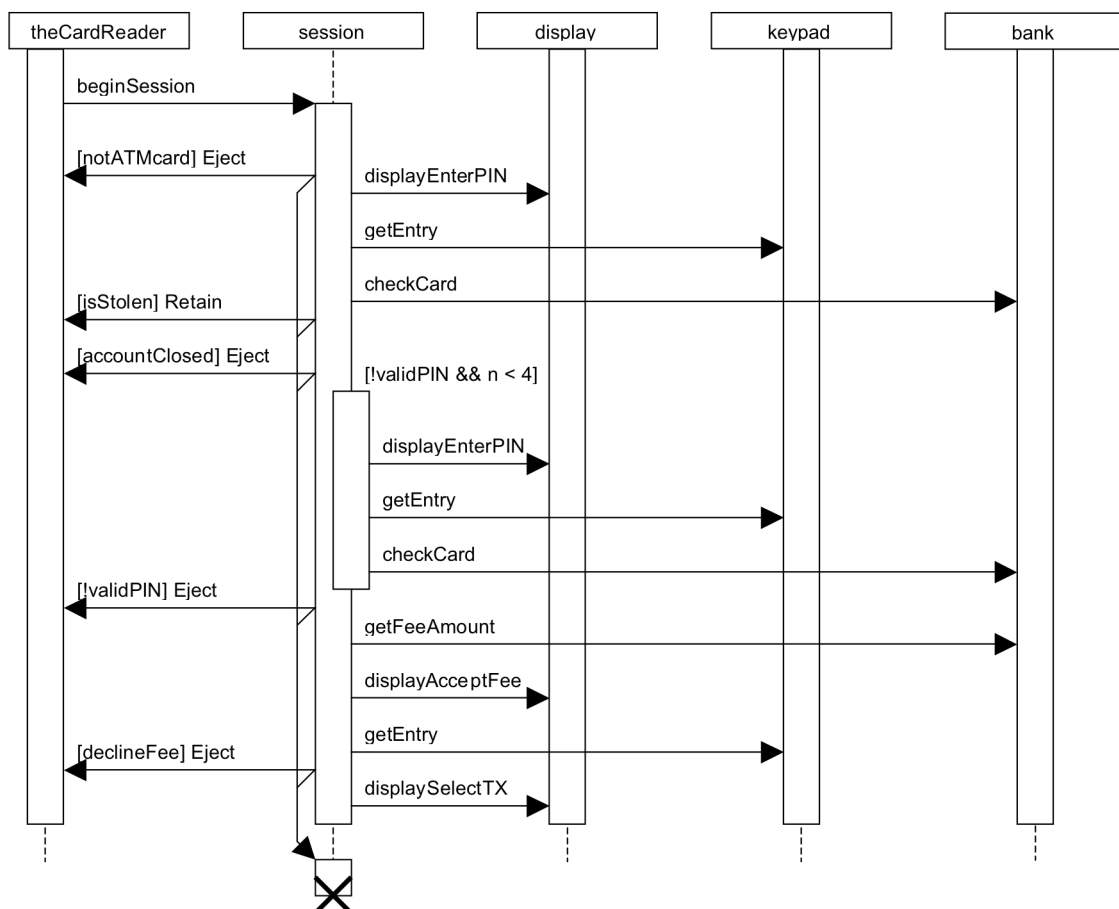 theCardReader
session
display
keypad
bank
beginSession
[notATMcard] Eject
displayEnterPIN
getEntry
checkCard
[isStolen] Retain
[accountClosed] Eject
[!validPIN && n < 4]
displayEnterPIN
getEntry
checkCard
[!validPIN] Eject
getFeeAmount
displayAcceptFee
getEntry
[declineFee] Eject
displaySelectTX